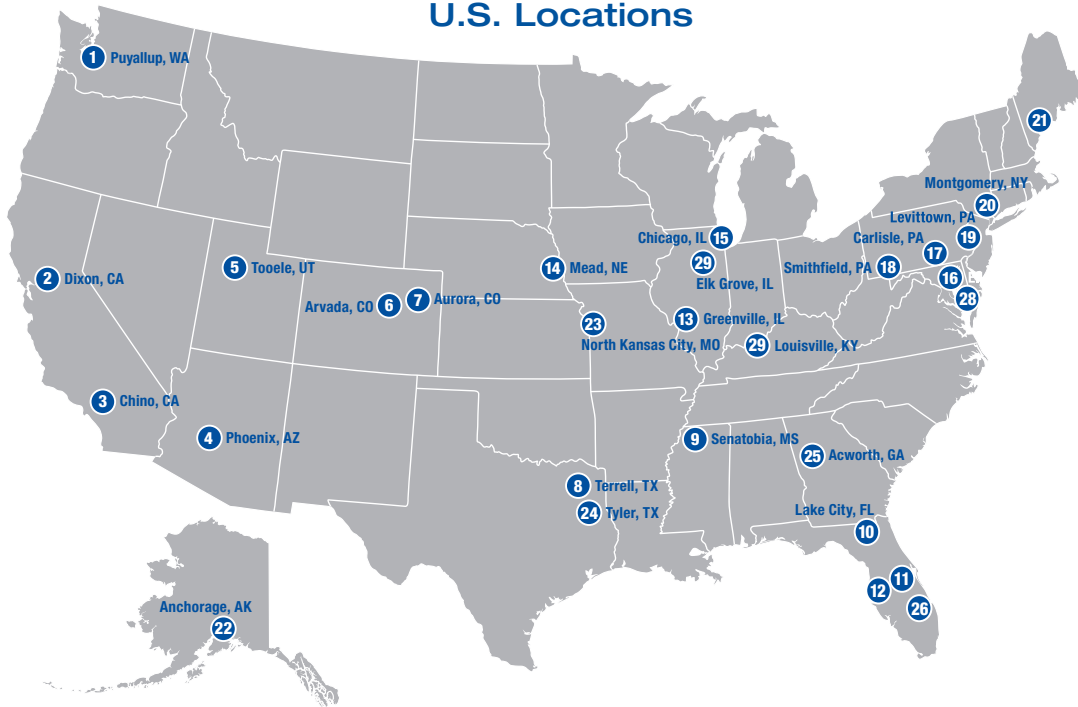 U.S. Locations
1 Puyallup, WA
21
Montgomery, NY
20
Levittown, PA
19
Chicago, IL 15
Carlisle, PA
17
2 Dixon, CA
5 Tooele, UT
14 Mead, NE
29
Elk Grove, IL
Smithfield, PA 18
16
28
Arvada, CO 6
7 Aurora, CO
23
North Kansas City, MO
13 Greenville, IL
29 Louisville, KY
3 Chino, CA
4 Phoenix, AZ
9 Senatobia, MS
25 Acworth, GA
8 Terrell, TX
24 Tyler, TX
Lake City, FL
10
11
12
26
Anchorage, AK
22